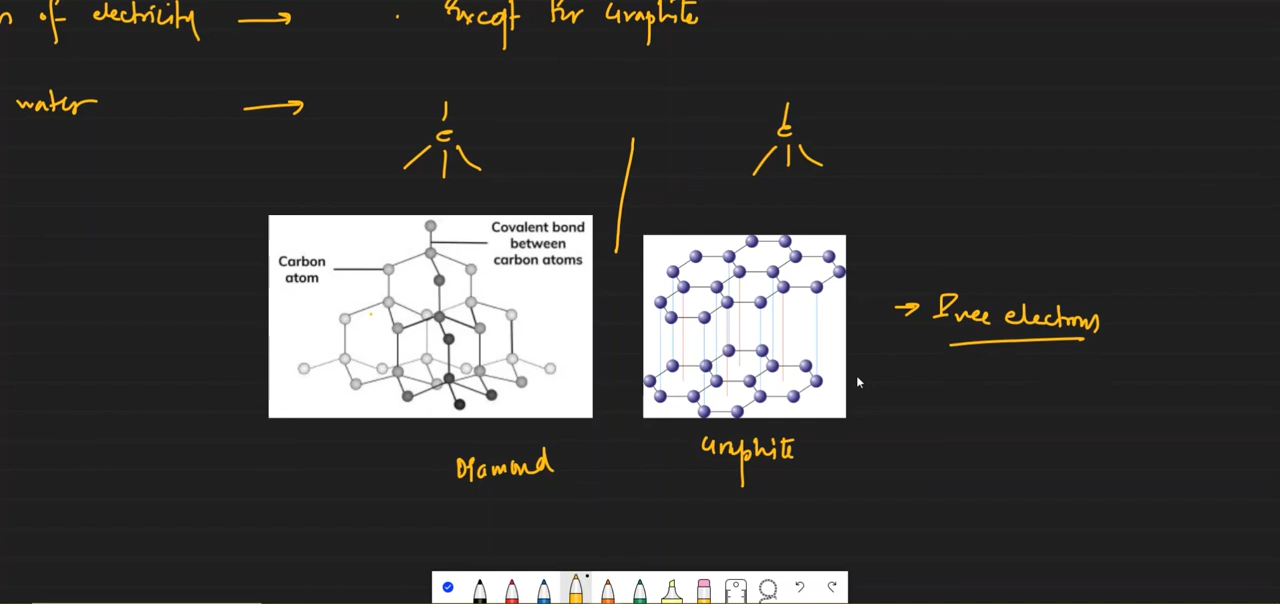 n of electricity → . Except for Graphite
water →
C C
Covalent bond
between
carbon atoms
Carbon
atom
→ Free electrons
Diamond
Graphite